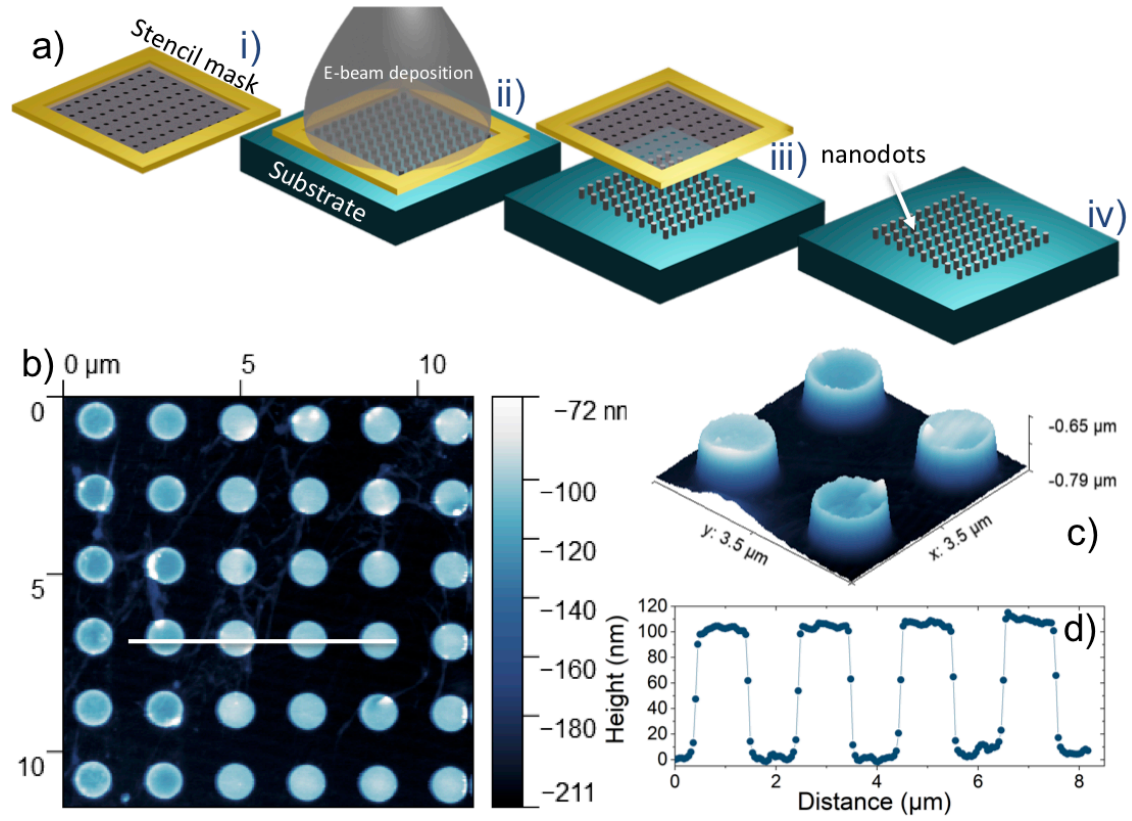 a)
i)
Stencil mask
E-beam deposition
ii)
Substrate
iii)
nanodots
iv)
b)
0 µm 5 10
0
5
10
−72 nn
−100
−120
−140
−160
−180
−211
c)
-0.65 µm
-0.79 µm
y: 3.5 µm
x: 3.5 µm
d)
Height (nm)
120
100
80
60
40
20
0
0 2 4 6 8
Distance (µm)